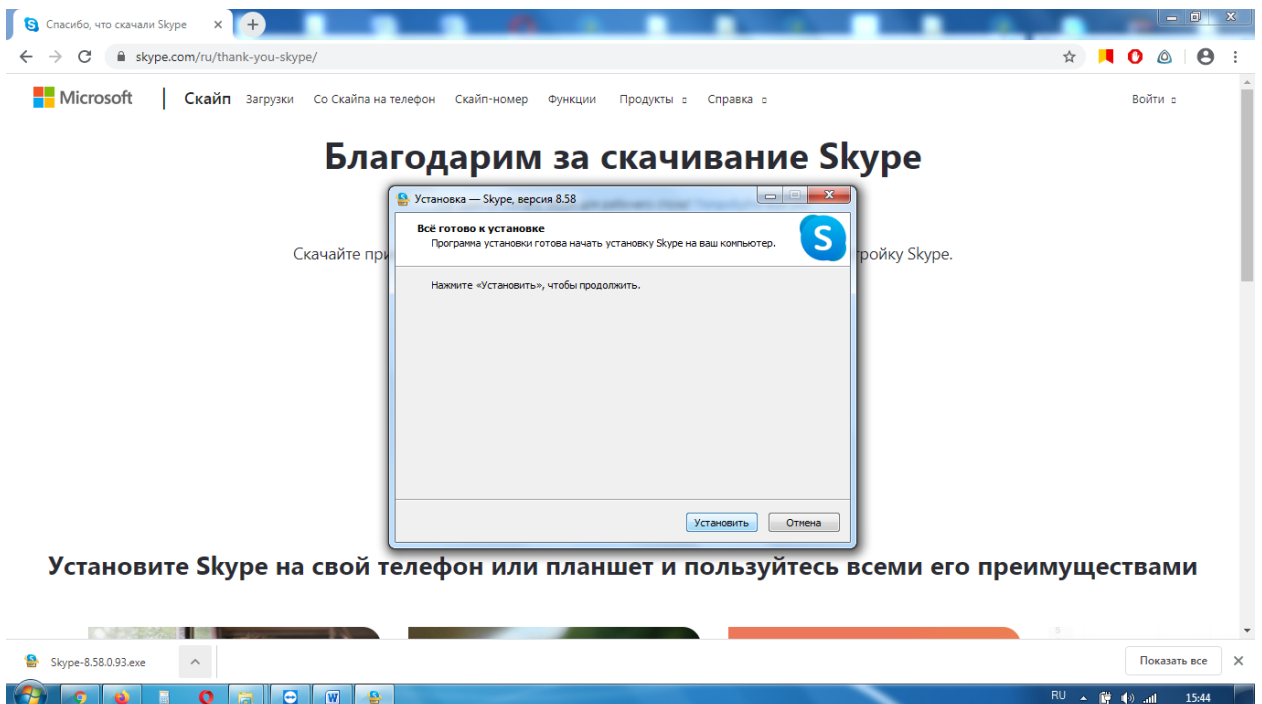 Спасибо, что скачали Skype
skype.com/ru/thank-you-skype/
Microsoft Скайп Загрузки Со Скайпа на телефон Скайп-номер Функции Продукты Справка Войти
Благодарим за скачивание Skype
Установка — Skype, версия 8.58
Всё готово к установке
Программа установки готова начать установку Skype на ваш компьютер.
S
Скачайте при
ройку Skype.
Нажмите «Установить», чтобы продолжить.
Установить Отмена
Установите Skype на свой телефон или планшет и пользуйтесь всеми его преимуществами
Skype-8.58.0.93.exe
Показать все
RU 15:44